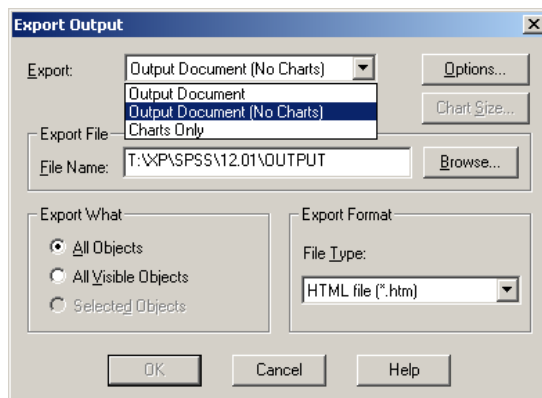 Export Output
Export: Output Document (No Charts) Options...
Output Document
Output Document (No Charts) Chart Size...
Charts Only
Export File
File Name: T:\XP\SPSS\12.01\OUTPUT Browse...
Export What
All Objects
All Visible Objects
Selected Objects
Export Format
File Type:
HTML file (*.htm)
OK Cancel Help